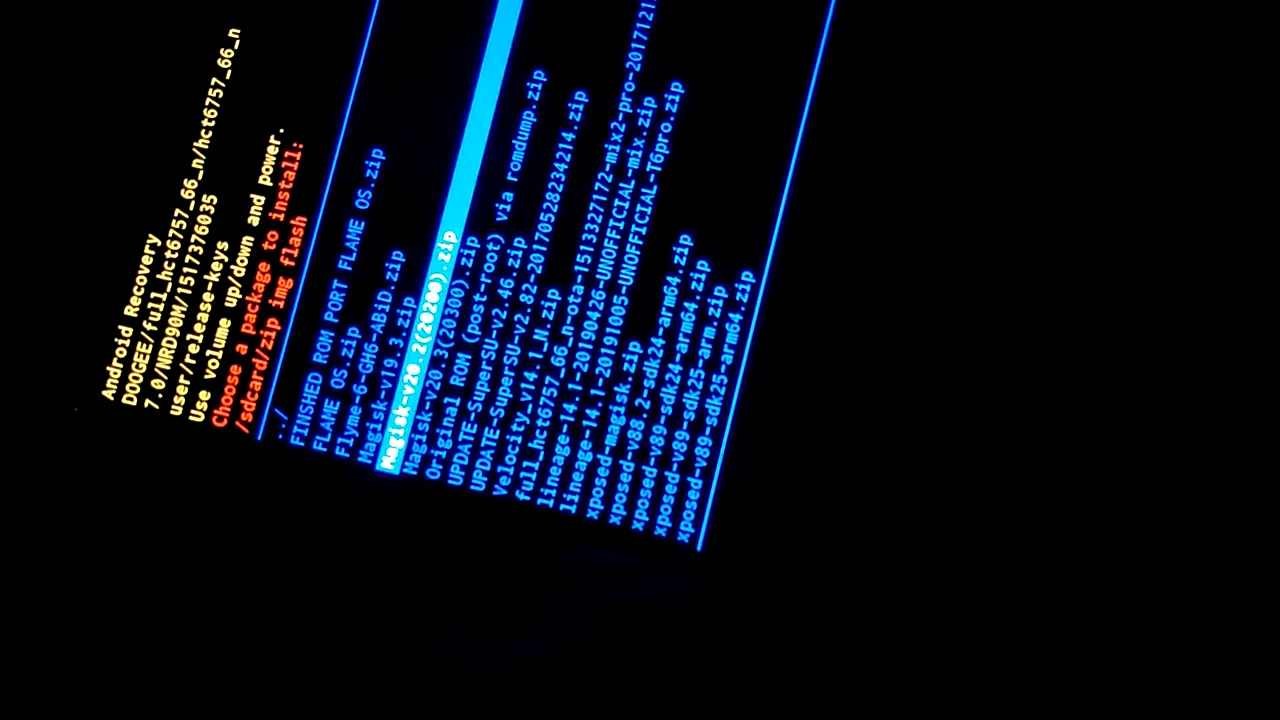 Android Recovery
DOOGEE/full_hct6757_66_n/hct6757_66_n
7.0/NRD90M/1517376035
user/release-keys
Use volume up/down and power.
Choose a package to install:
/sdcard/zip img flash
../
FINSHED ROM PORT FLAME OS.zip
FLAME OS.zip
Flyme-6-GH6-ABiD.zip
Magisk-v19.3.zip
Magisk-v20.2(20200).zip
Magisk-v20.3(20300).zip
Original ROM (post-root) via romdump.zip
UPDATE-SuperSU-v2.46.zip
UPDATE-SuperSU-v2.82-20170528234214.zip
Velocity_v14.1_N.zip
full_hct6757_66_n-ota-1513327172-mix2-pro-20171215
lineage-14.1-20190426-UNOFFICIAL-mix.zip
lineage-14.1-20191005-UNOFFICIAL-T6pro.zip
xposed-magisk.zip
xposed-v88.2-sdk24-arm64.zip
xposed-v89-sdk24-arm64.zip
xposed-v89-sdk25-arm.zip
xposed-v89-sdk25-arm64.zip